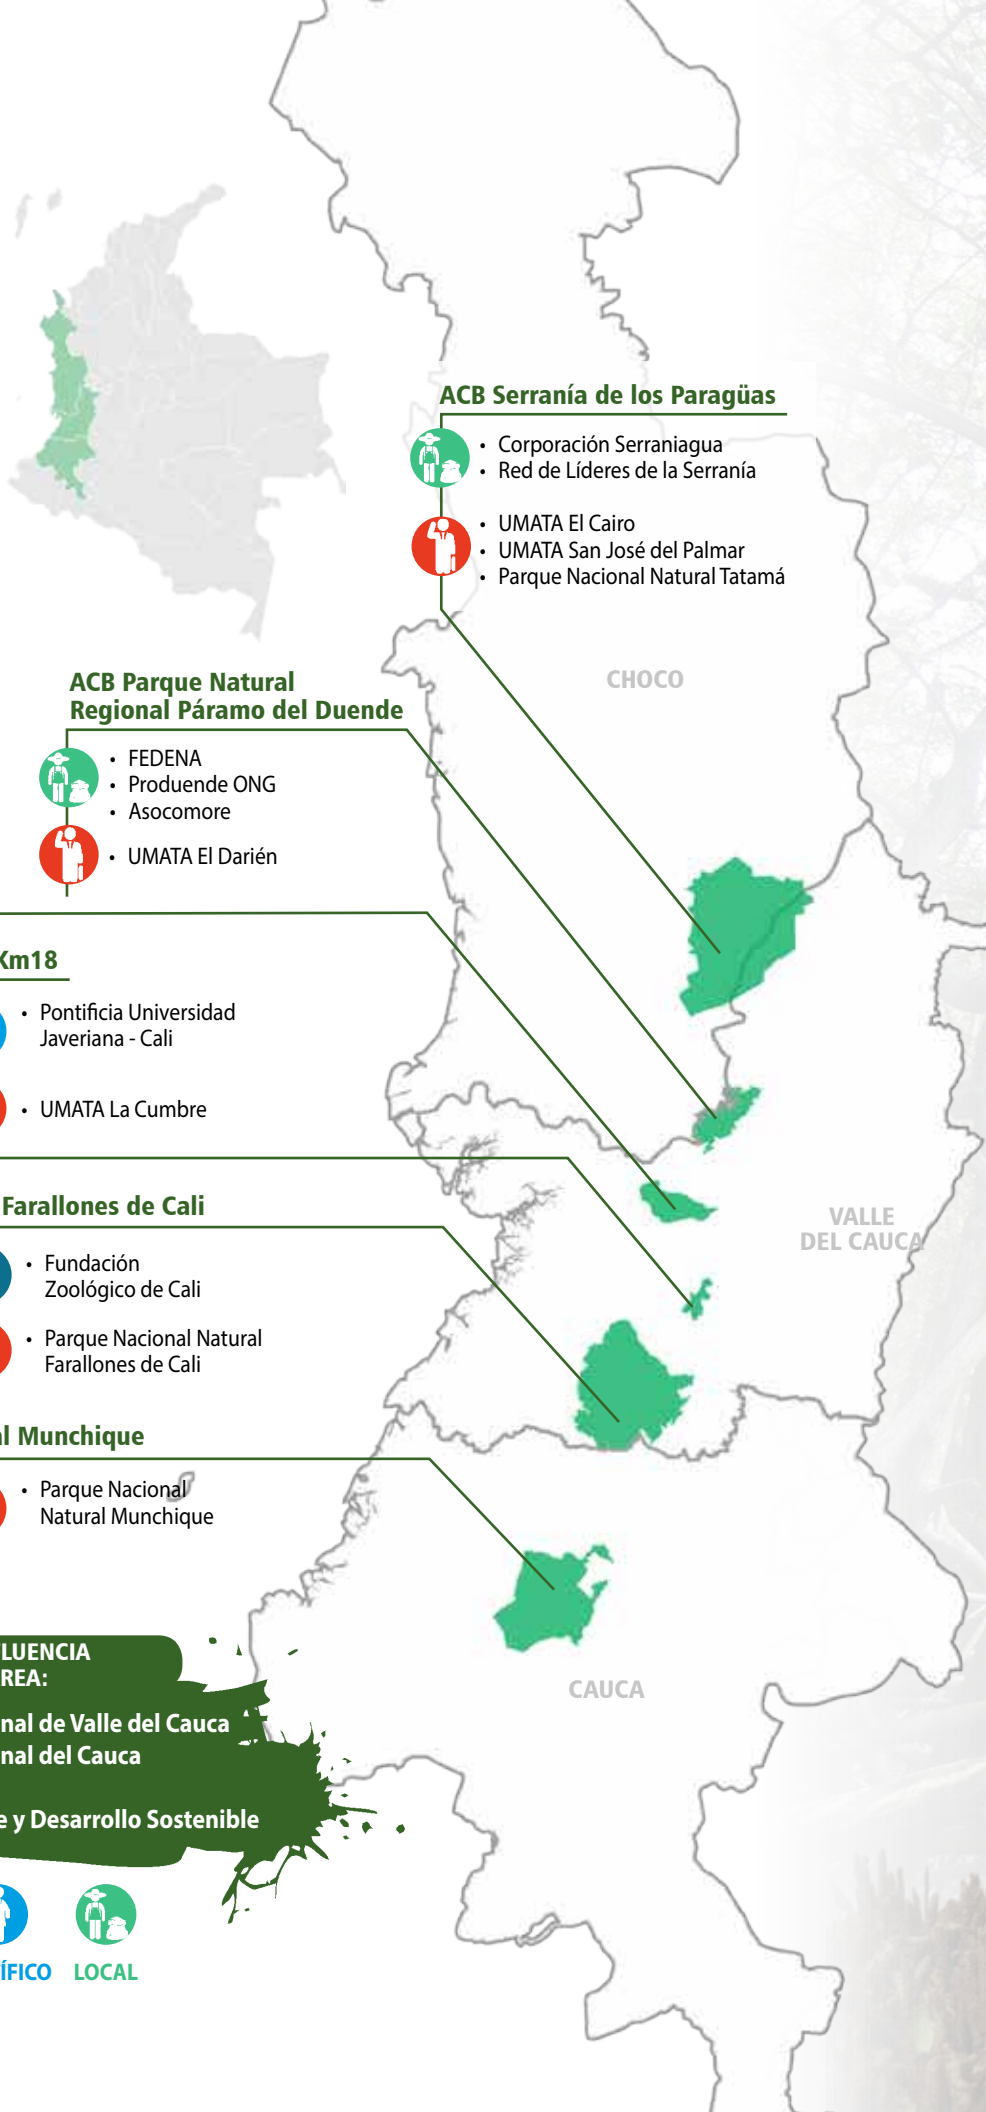 ACB Serranía de los Paragüas
• Corporación Serraniagua
• Red de Líderes de la Serranía
• UMATA El Cairo
• UMATA San José del Palmar
• Parque Nacional Natural Tatamá
CHOCO
ACB Parque Natural
Regional Páramo del Duende
• FEDENA
• Produende ONG
• Asocomore
• UMATA El Darién
Km18
• Pontificia Universidad
Javeriana - Cali
• UMATA La Cumbre
Farallones de Cali
• Fundación
Zoológico de Cali
• Parque Nacional Natural
Farallones de Cali
VALLE
DEL CAUCA
al Munchique
• Parque Nacional
Natural Munchique
CAUCA
LUENCIA
REA:
nal de Valle del Cauca
nal del Cauca
e y Desarrollo Sostenible
ÍFICO LOCAL